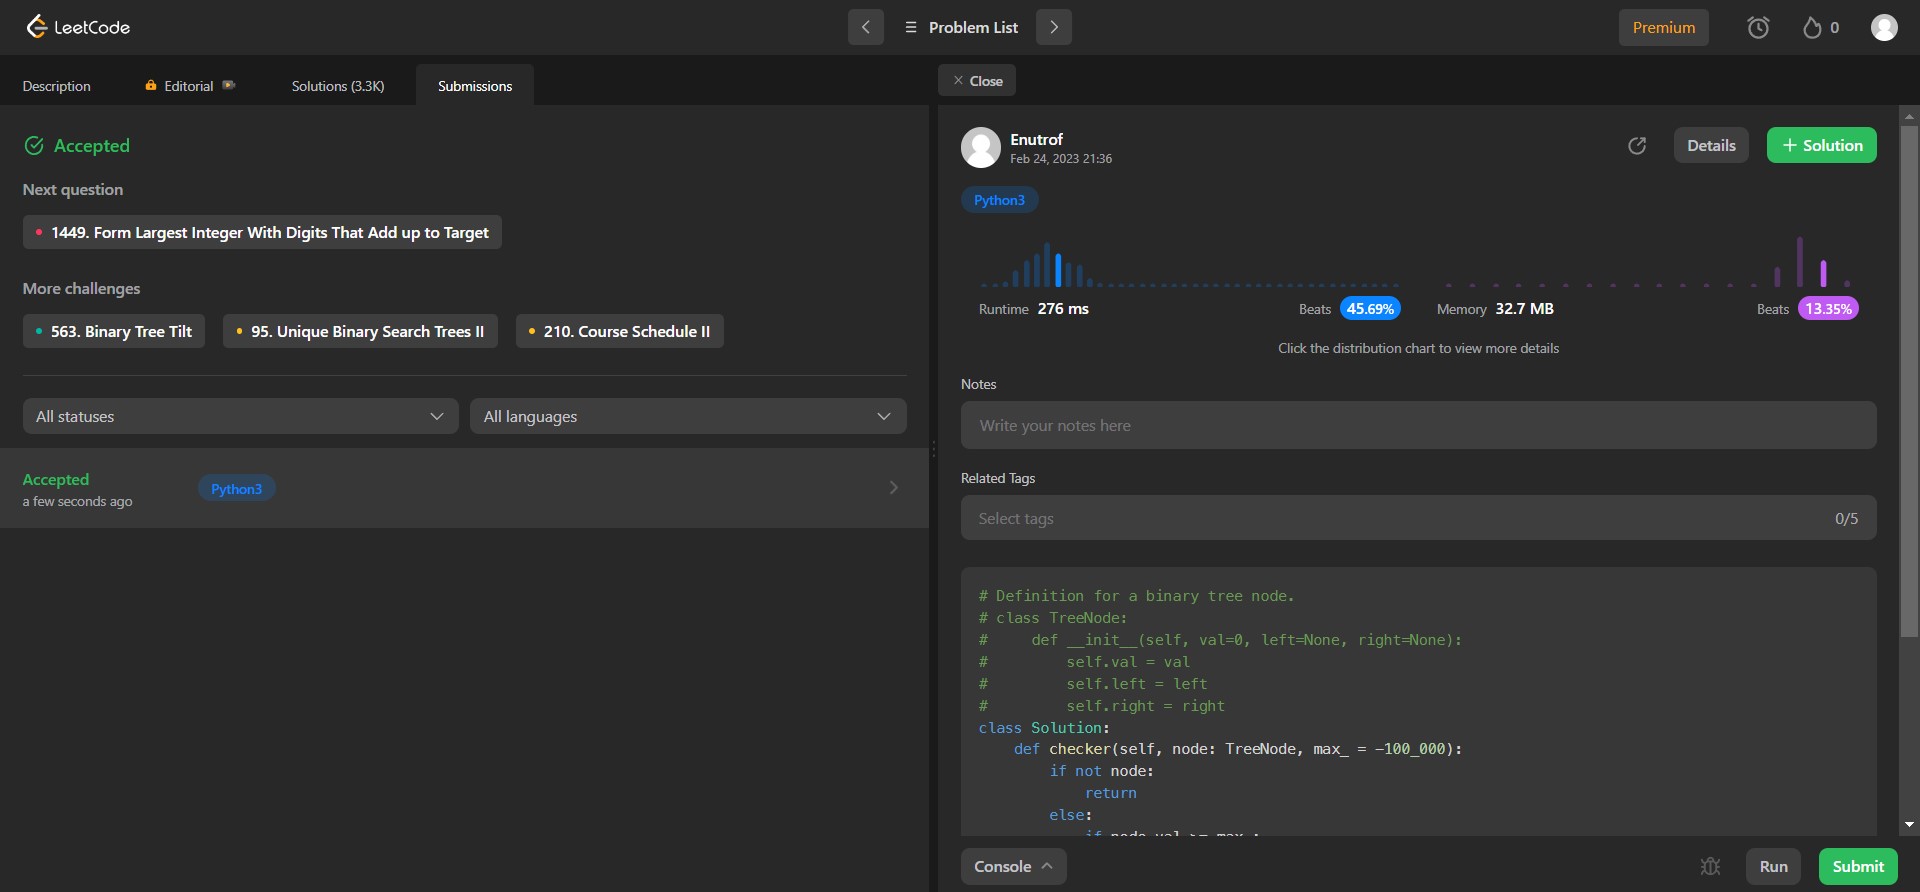 LeetCode
Problem List
Premium
0
Description
Editorial
Solutions (3.3K)
Submissions
Close
Accepted
Next question
1449. Form Largest Integer With Digits That Add up to Target
More challenges
563. Binary Tree Tilt
95. Unique Binary Search Trees II
210. Course Schedule II
All statuses
All languages
Accepted
a few seconds ago
Python3
Enutrof
Feb 24, 2023 21:36
Details
+ Solution
Python3
Runtime 276 ms
Beats 45.69%
Memory 32.7 MB
Beats 13.35%
Click the distribution chart to view more details
Notes
Write your notes here
Related Tags
Select tags
0/5
# Definition for a binary tree node.
# class TreeNode:
#     def __init__(self, val=0, left=None, right=None):
#         self.val = val
#         self.left = left
#         self.right = right
class Solution:
    def checker(self, node: TreeNode, max_ = -100_000):
        if not node:
            return
        else:
            if node.val >= max_:
Console
Run
Submit